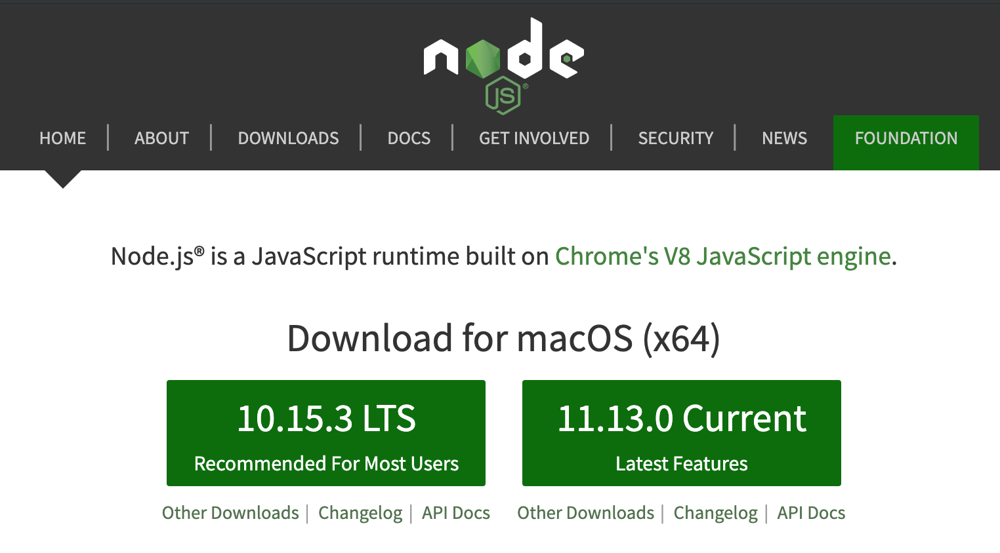 node
JS®
HOME | ABOUT | DOWNLOADS | DOCS | GET INVOLVED | SECURITY | NEWS FOUNDATION
Node.js® is a JavaScript runtime built on Chrome's V8 JavaScript engine.
Download for macOS (x64)
10.15.3 LTS
Recommended For Most Users
Other Downloads | Changelog | API Docs
11.13.0 Current
Latest Features
Other Downloads | Changelog | API Docs